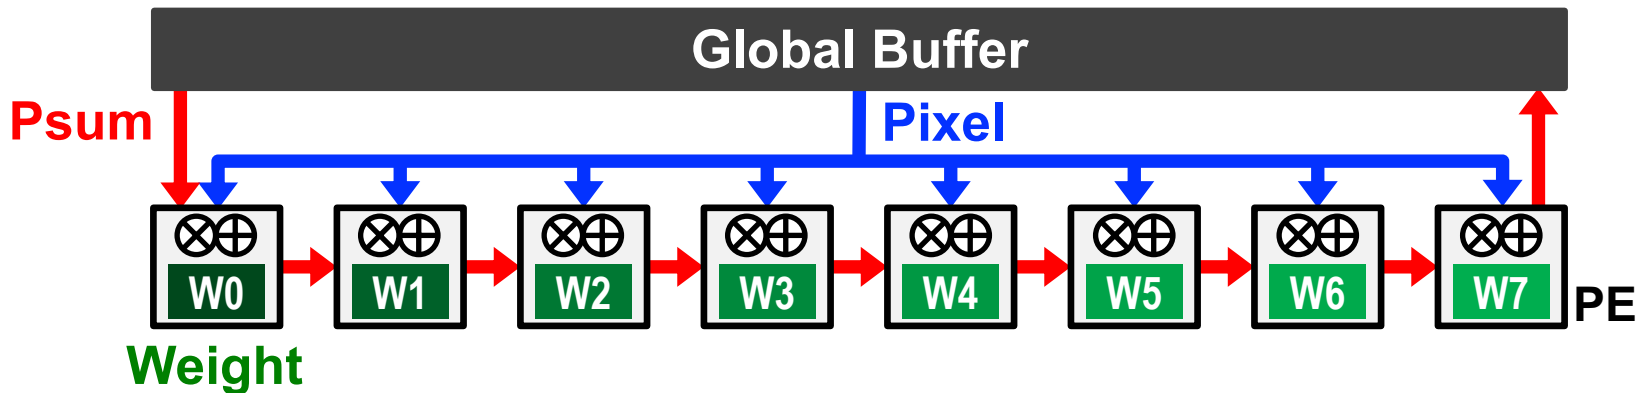 Global Buffer
Psum
Pixel
W0
W1
W2
W3
W4
W5
W6
W7
PE
Weight